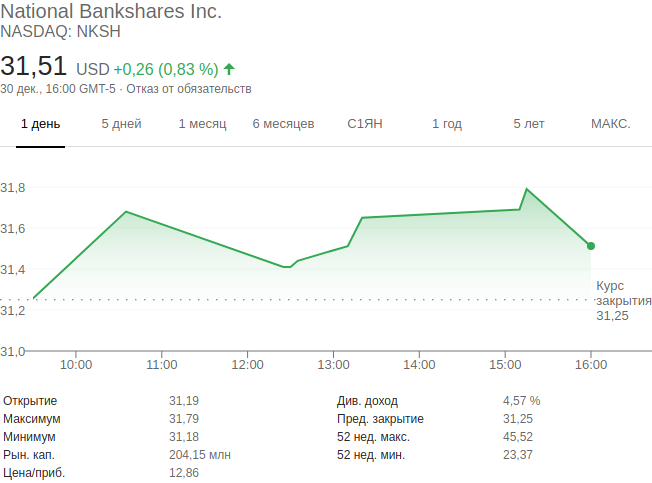 National Bankshares Inc.
NASDAQ: NKSH
31,51 USD +0,26 (0,83 %)
30 дек., 16:00 GMT-5 · Отказ от обязательств
1 день 5 дней 1 месяц 6 месяцев С1ЯН 1 год 5 лет МАКС.
31,8
31,6
31,4
31,2
31,0
Курс
закрытия
31,25
10:00 11:00 12:00 13:00 14:00 15:00 16:00
Открытие 31,19 Див. доход 4,57 %
Максимум 31,79 Пред. закрытие 31,25
Минимум 31,18 52 нед. макс. 45,52
Рын. кап. 204,15 млн 52 нед. мин. 23,37
Цена/приб. 12,86